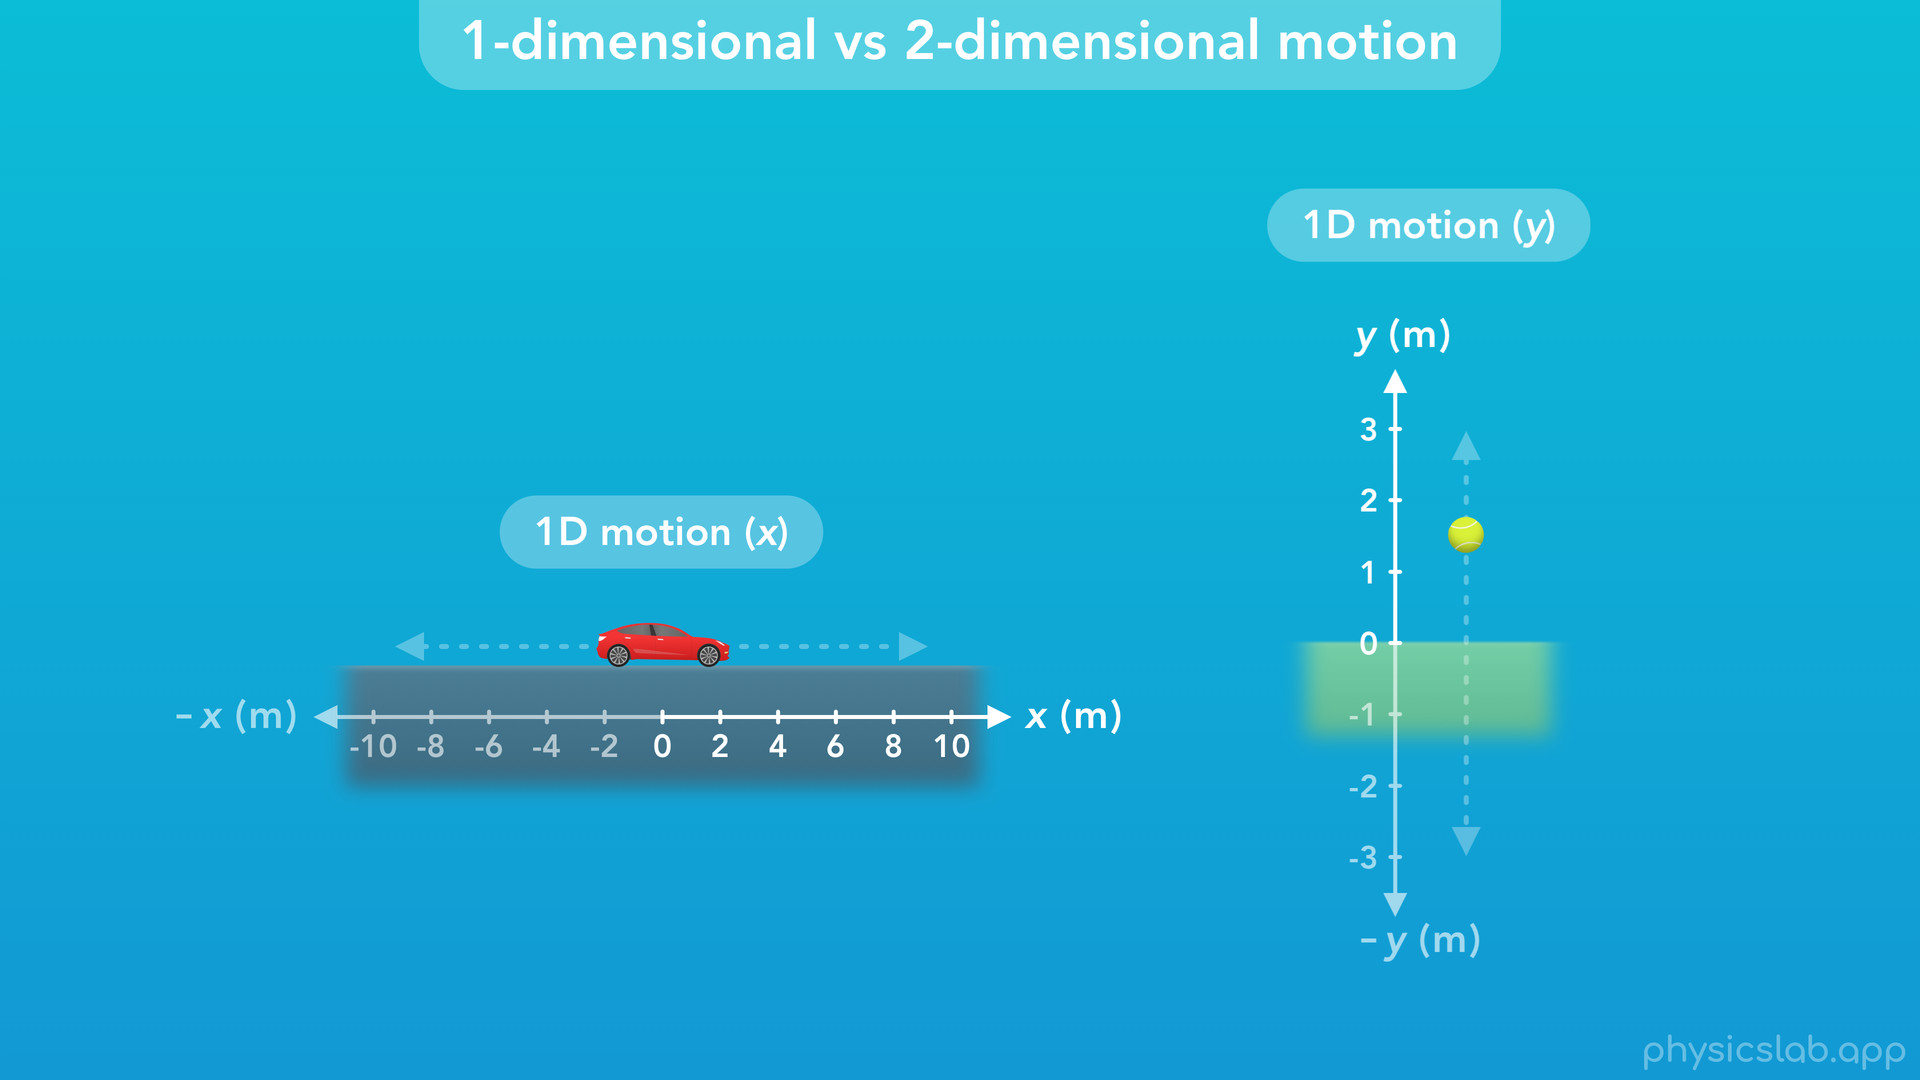 1-dimensional vs 2-dimensional motion
1D motion (y)
y (m)
3
2
1
0
-1
-2
-3
– y (m)
1D motion (x)
– x (m)
-10 -8 -6 -4 -2 0 2 4 6 8 10
x (m)
physicslab.app